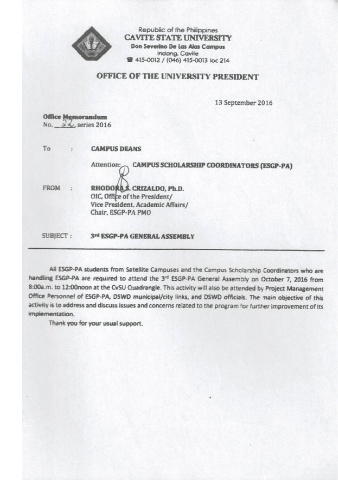 Republic of the Philippines
CAVITE STATE UNIVERSITY
Don Severino De Las Alas Campus
Indang, Cavite
☎ 415-0012 / (046) 415-0013 loc 214
OFFICE OF THE UNIVERSITY PRESIDENT
13 September 2016
Office Memorandum
No. 22 series 2016
To : CAMPUS DEANS
Attention: CAMPUS SCHOLARSHIP COORDINATORS (ESGP-PA)
FROM : RHODORA S. CRIZALDO, Ph.D.
OIC, Office of the President/
Vice President, Academic Affairs/
Chair, ESGP-PA PMO
SUBJECT : 3rd ESGP-PA GENERAL ASSEMBLY
All ESGP-PA students from Satellite Campuses and the Campus Scholarship Coordinators who are
handling ESGP-PA are required to attend the 3rd ESGP-PA General Assembly on October 7, 2016 from
8:00a.m. to 12:00noon at the CvSU Quadrangle. This activity will also be attended by Project Management
Office Personnel of ESGP-PA, DSWD municipal/city links, and DSWD officials. The main objective of this
activity is to address and discuss issues and concerns related to the program for further improvement of its
implementation.
Thank you for your usual support.